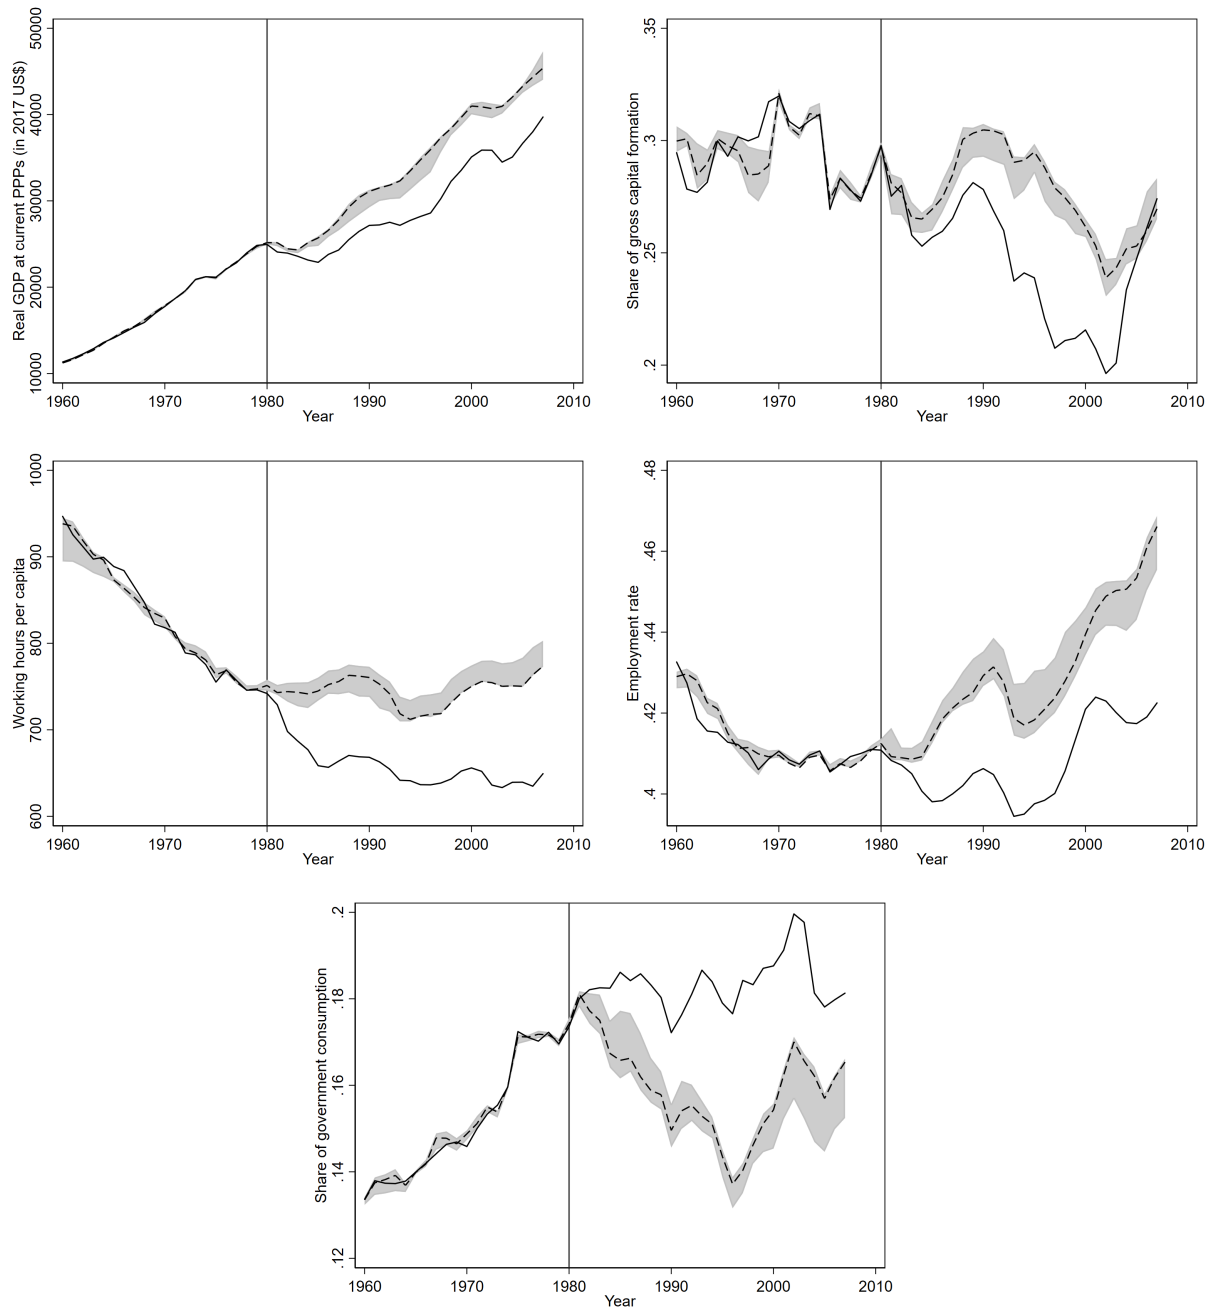 Real GDP at current PPPs (in 2017 US$)
50000
40000
30000
20000
10000
1960 1970 1980 1990 2000 2010
Year
Share of gross capital formation
.35
.3
.25
.2
1960 1970 1980 1990 2000 2010
Year
Working hours per capita
1000
900
800
700
600
1960 1970 1980 1990 2000 2010
Year
Employment rate
.48
.46
.44
.42
.4
1960 1970 1980 1990 2000 2010
Year
Share of government consumption
.2
.18
.16
.14
.12
1960 1970 1980 1990 2000 2010
Year